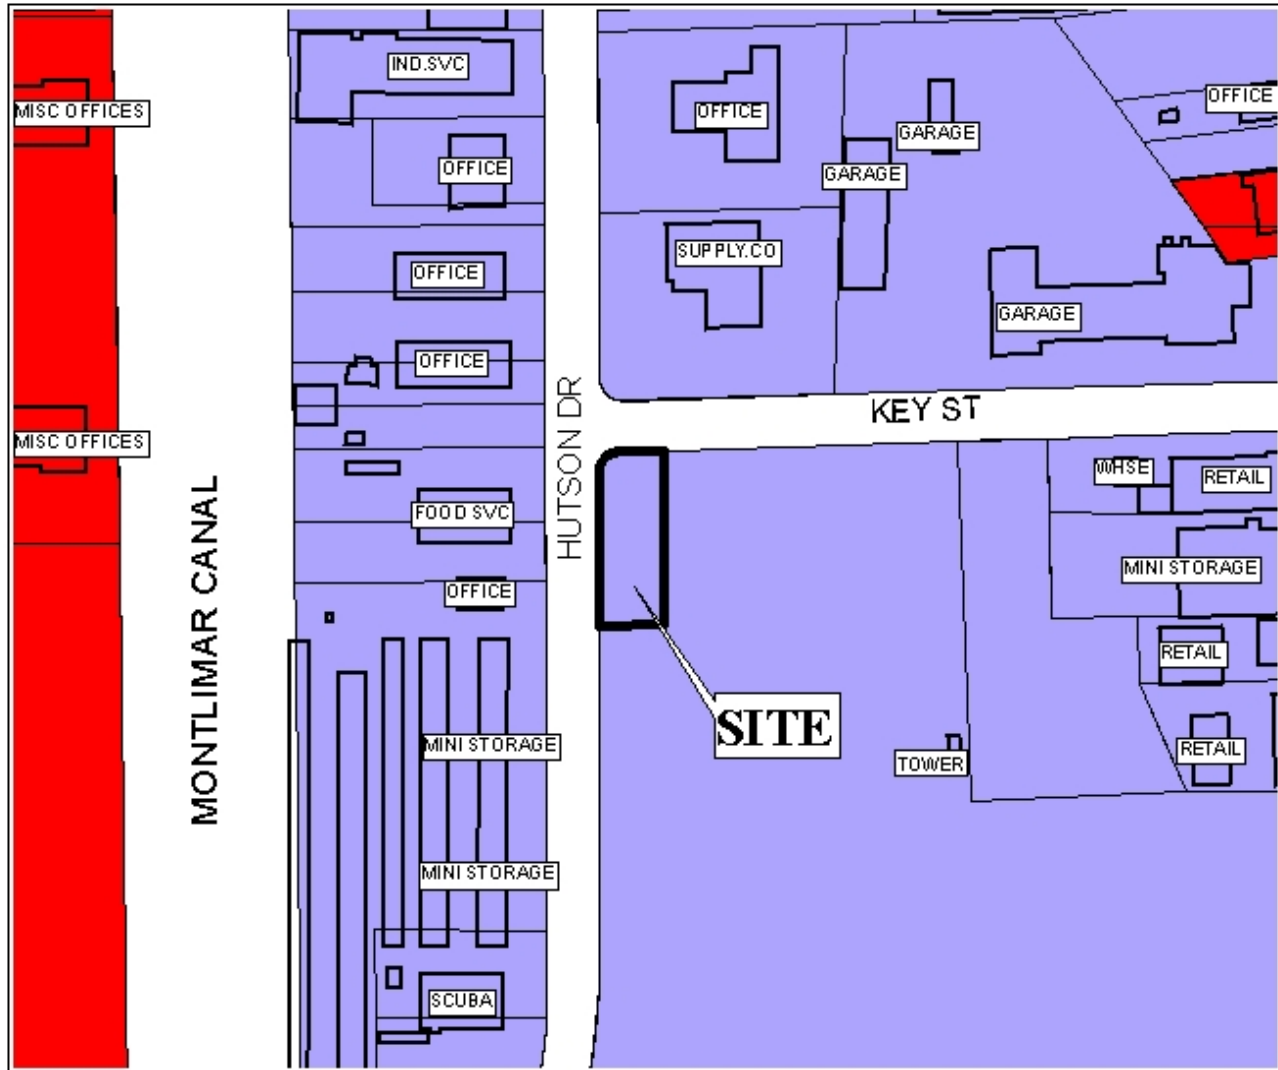 IND.SVC
MISC OFFICES
OFFICE
OFFICE
GARAGE
OFFICE
GARAGE
SUPPLY.CO
OFFICE
GARAGE
OFFICE
KEY ST
HUTSON DR
MISC OFFICES
WHSE
RETAIL
FOOD SVC
MONTLIMAR CANAL
MINI STORAGE
OFFICE
RETAIL
SITE
MINI STORAGE
TOWER
RETAIL
MINI STORAGE
SCUBA